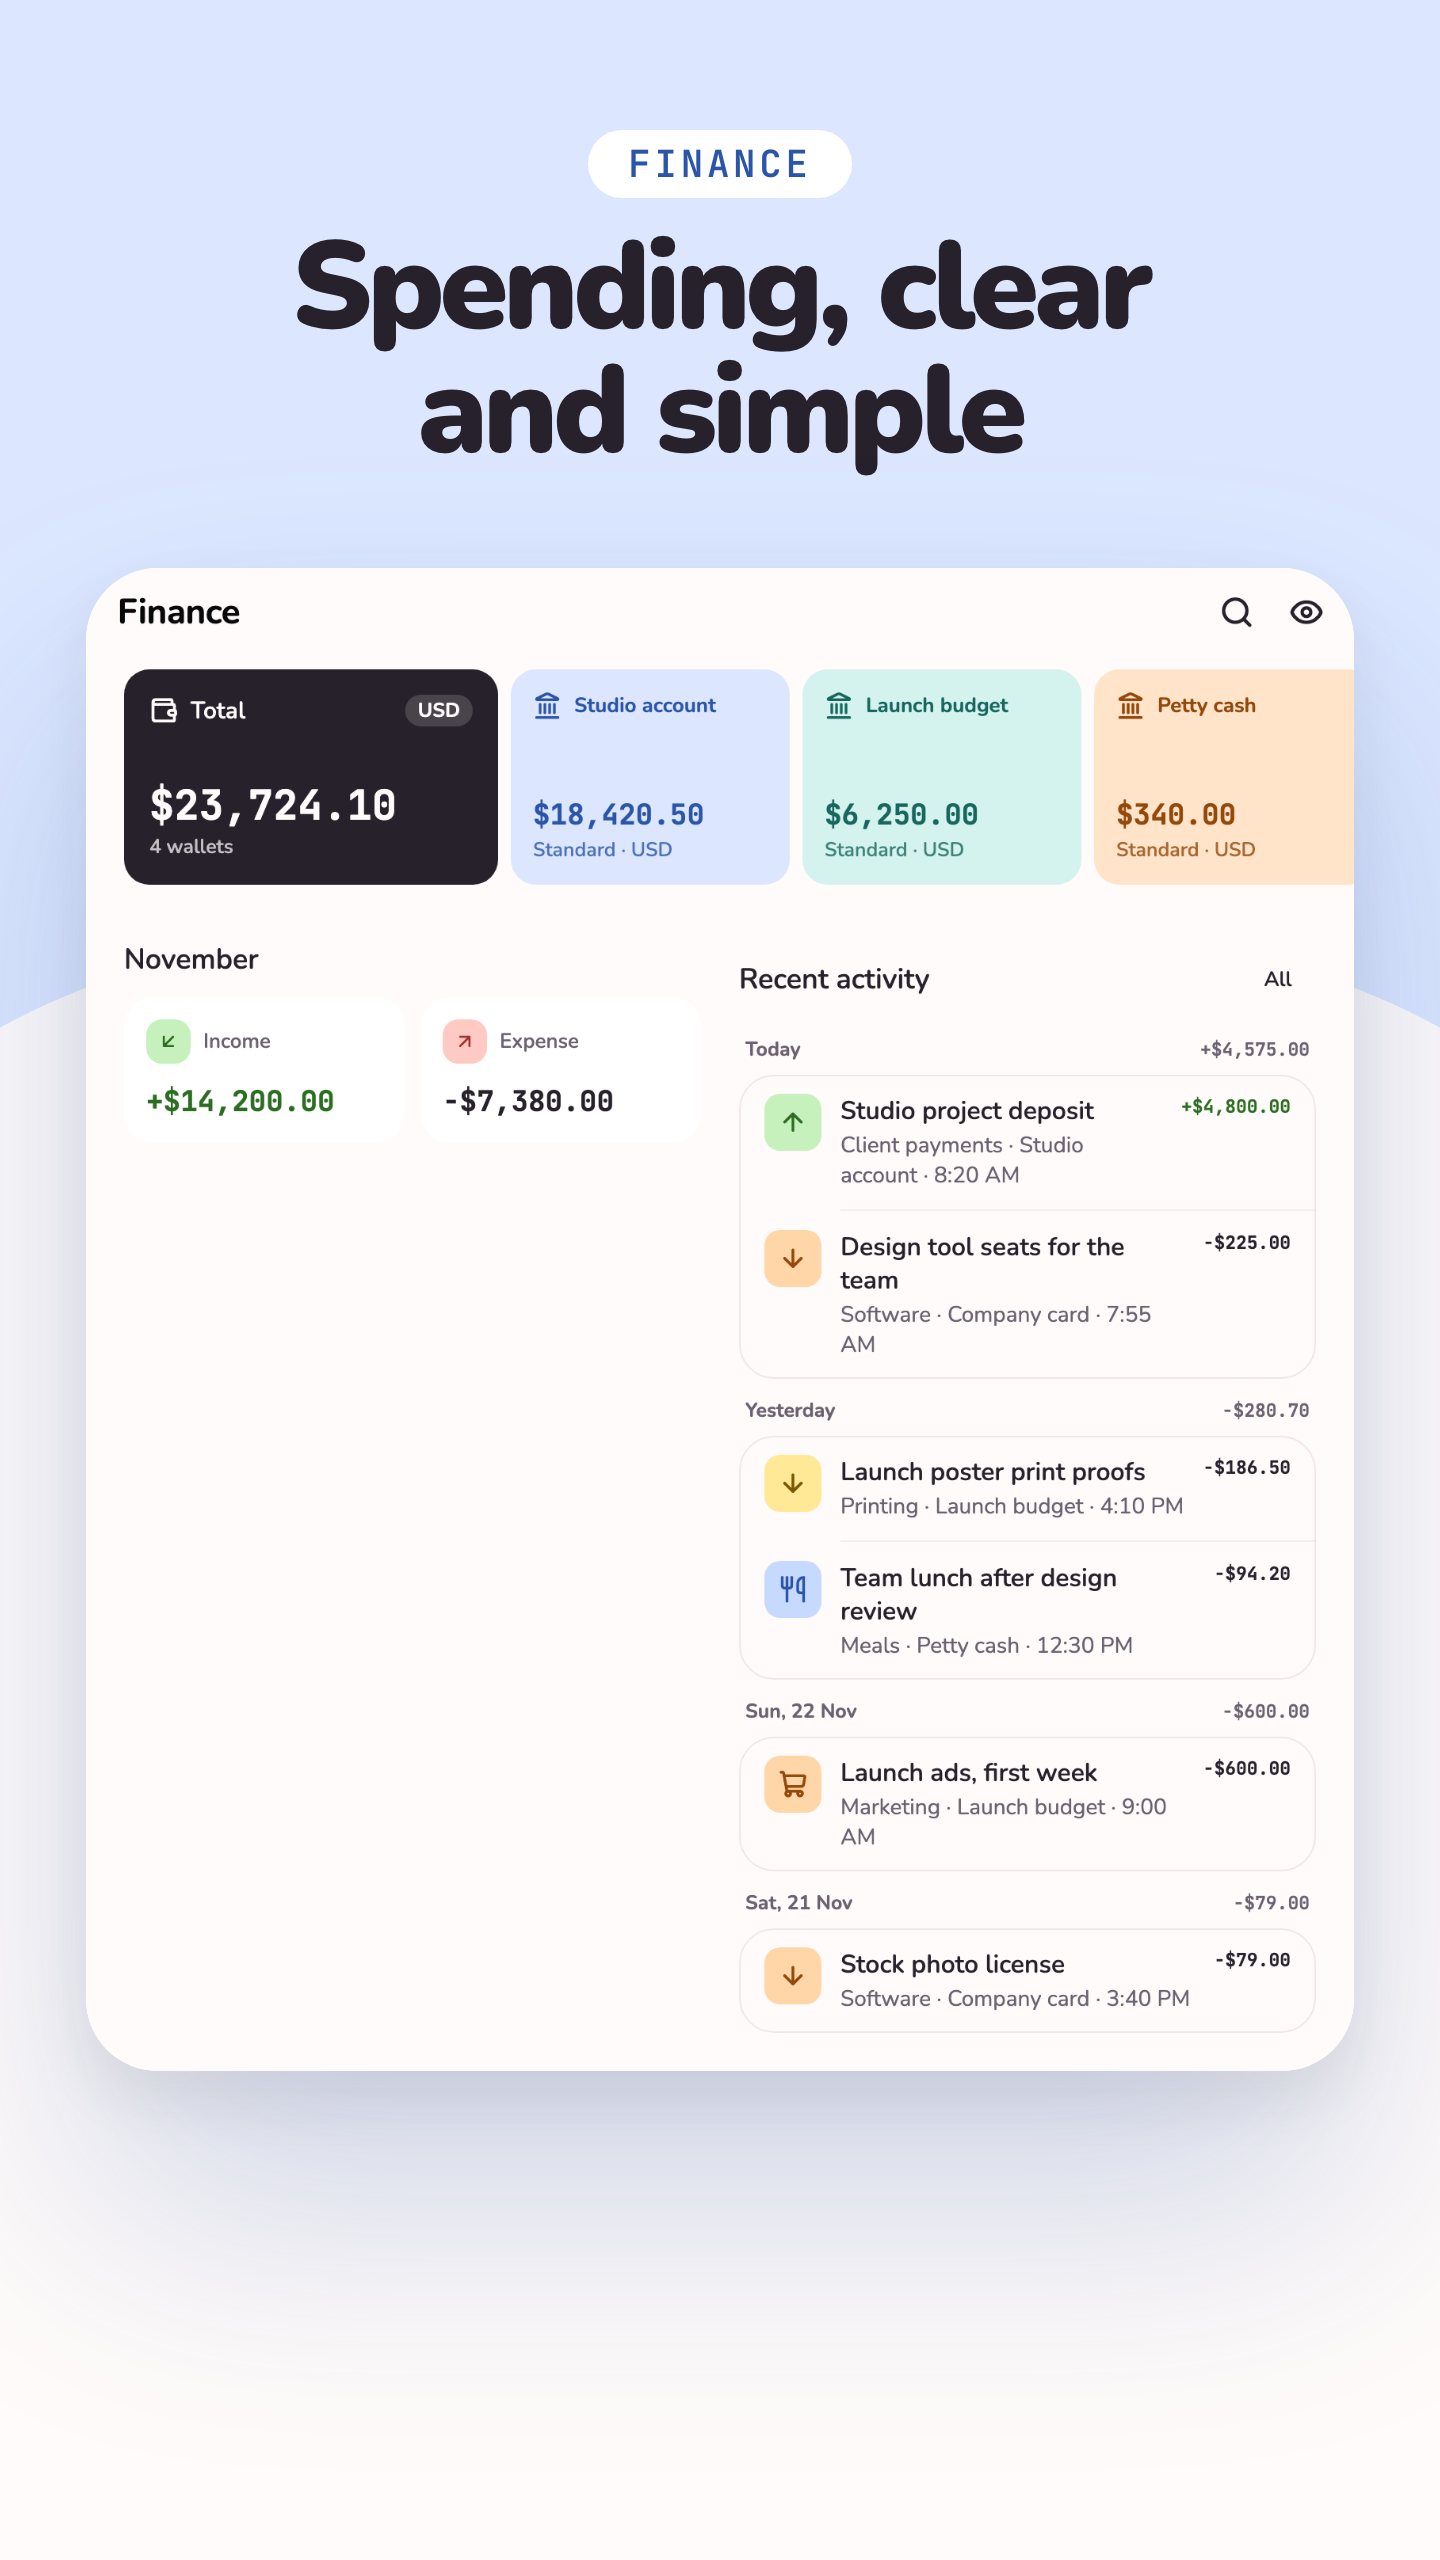 FINANCE
Spending, clear
and simple
Finance
Total
USD
$23,724.10
4 wallets
Studio account
$18,420.50
Standard · USD
Launch budget
$6,250.00
Standard · USD
Petty cash
$340.00
Standard · USD
November
Income
+$14,200.00
Expense
-$7,380.00
Recent activity
All
Today
+$4,575.00
Studio project deposit
+$4,800.00
Client payments · Studio
account · 8:20 AM
Design tool seats for the
team
-$225.00
Software · Company card · 7:55
AM
Yesterday
-$280.70
Launch poster print proofs
-$186.50
Printing · Launch budget · 4:10 PM
Team lunch after design
review
-$94.20
Meals · Petty cash · 12:30 PM
Sun, 22 Nov
-$600.00
Launch ads, first week
-$600.00
Marketing · Launch budget · 9:00
AM
Sat, 21 Nov
-$79.00
Stock photo license
-$79.00
Software · Company card · 3:40 PM